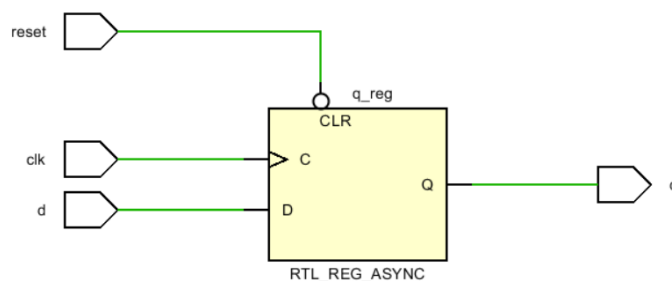 reset
q_reg
CLR
clk
C
Q
d
D
RTL_REG_ASYNC